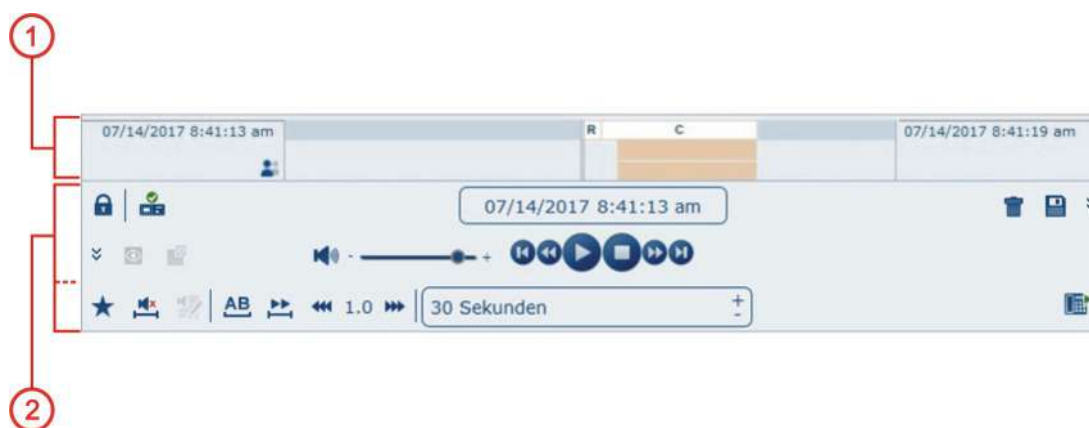 1
07/14/2017 8:41:13 am R C 07/14/2017 8:41:19 am
07/14/2017 8:41:13 am
- +
AB 1.0 30 Sekunden + -
2